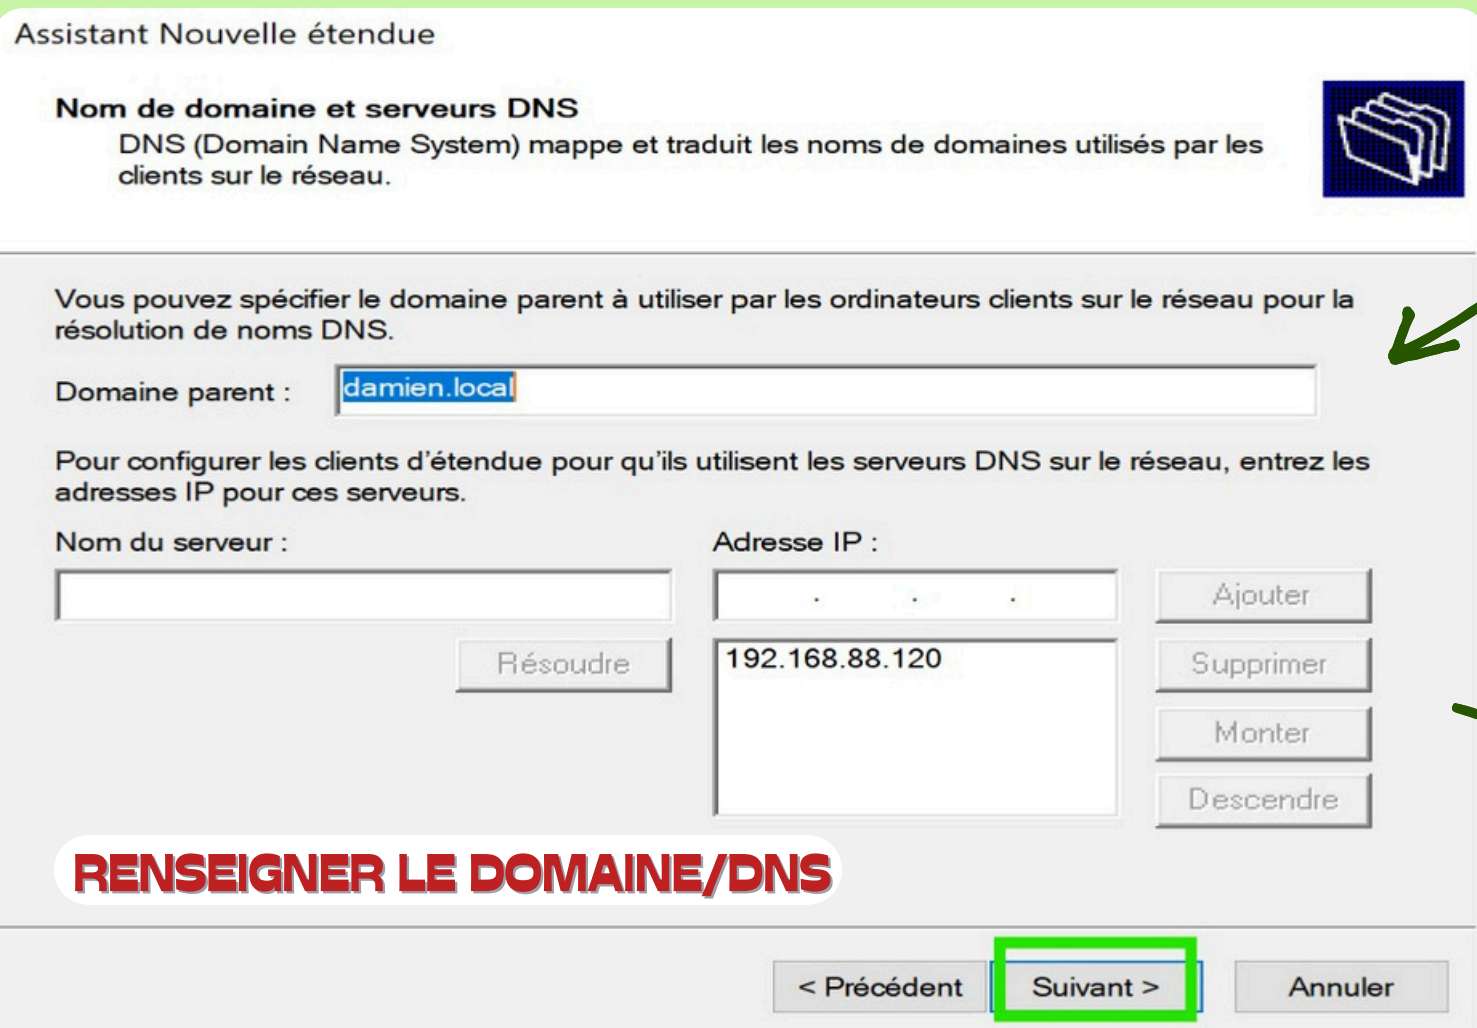 Assistant Nouvelle étendue
Nom de domaine et serveurs DNS
DNS (Domain Name System) mappe et traduit les noms de domaines utilisés par les
clients sur le réseau.
Vous pouvez spécifier le domaine parent à utiliser par les ordinateurs clients sur le réseau pour la
résolution de noms DNS.
Domaine parent : damien.local
Pour configurer les clients d'étendue pour qu'ils utilisent les serveurs DNS sur le réseau, entrez les
adresses IP pour ces serveurs.
Nom du serveur : Adresse IP :
. . . Ajouter
Résoudre 192.168.88.120 Supprimer
Monter
Descendre
RENSEIGNER LE DOMAINE/DNS
< Précédent Suivant > Annuler